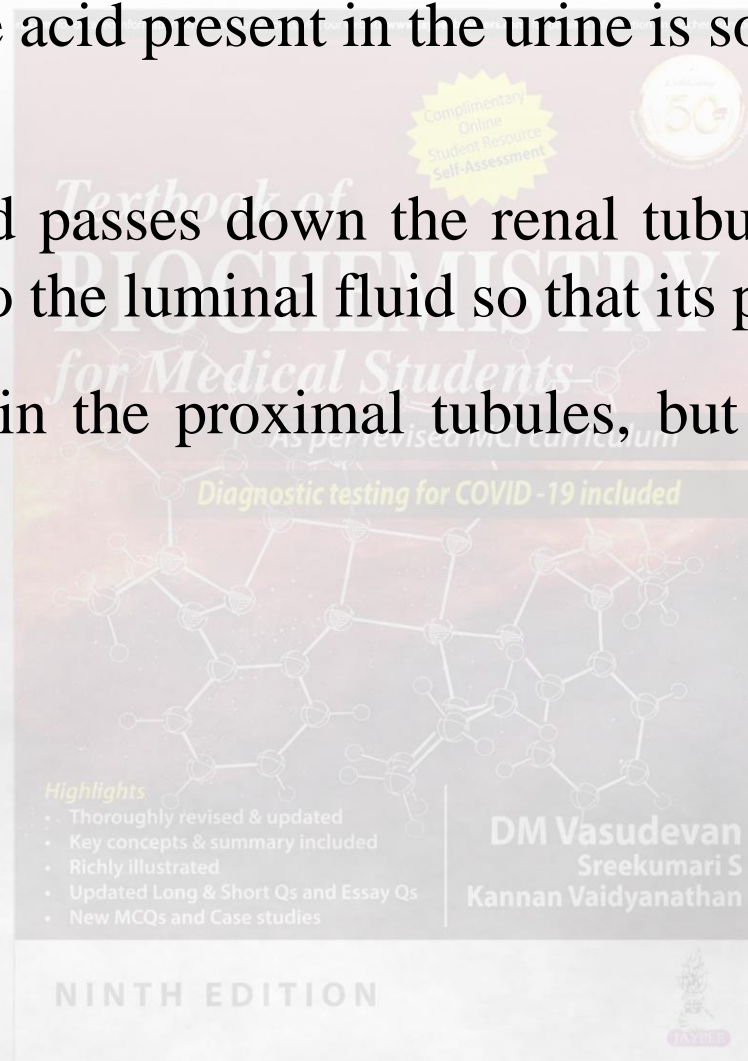 e acid present in the urine is so
Complimentary
Online
Student Resource
Self-Assessment
50
Textbook of
d passes down the renal tubu
BIOCHEMISTRY
o the luminal fluid so that its p
for Medical Students
in the proximal tubules, but
As per revised MCI curriculum
Diagnostic testing for COVID -19 included
Highlights
• Thoroughly revised & updated
• Key concepts & summary included
• Richly illustrated
• Updated Long & Short Qs and Essay Qs
• New MCQs and Case studies
DM Vasudevan
Sreekumari S
Kannan Vaidyanathan
NINTH EDITION
JAYPEE